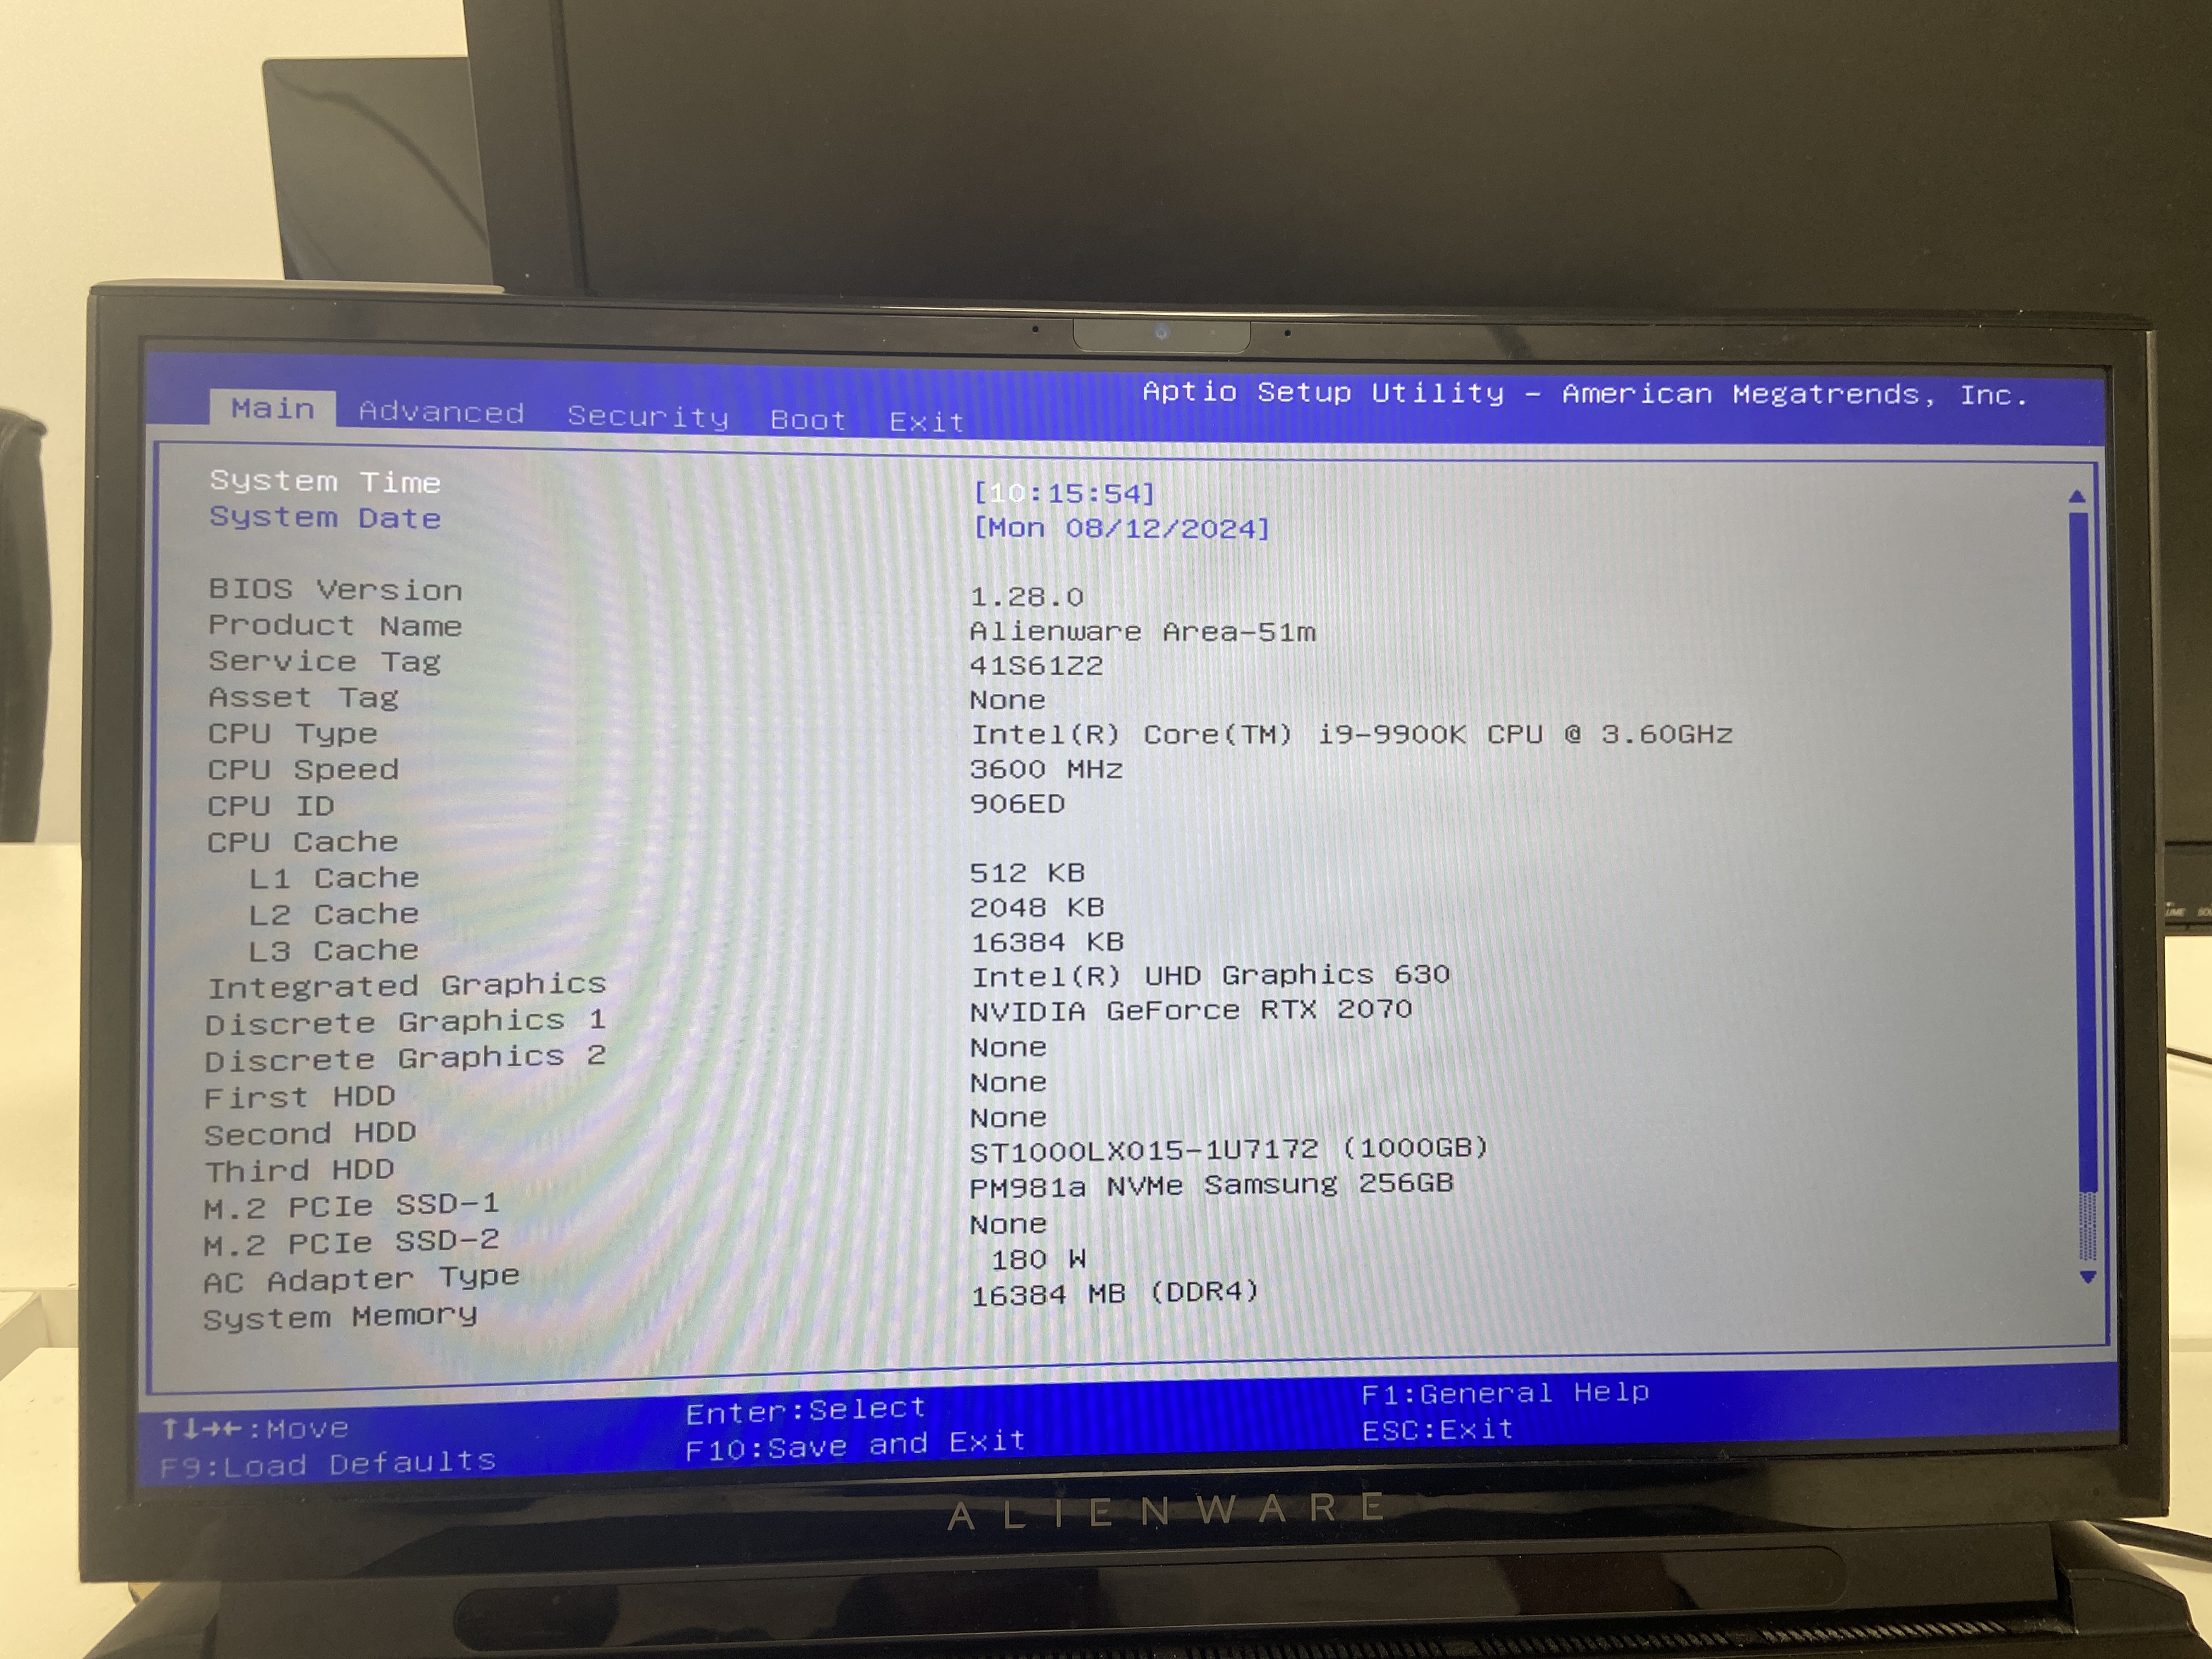 Aptio Setup Utility – American Megatrends, Inc.
Main Advanced Security Boot Exit
System Time [10:15:54]
System Date [Mon 08/12/2024]
BIOS Version 1.28.0
Product Name Alienware Area-51m
Service Tag 41S61Z2
Asset Tag None
CPU Type Intel(R) Core(TM) i9-9900K CPU @ 3.60GHz
CPU Speed 3600 MHz
CPU ID 906ED
CPU Cache
L1 Cache 512 KB
L2 Cache 2048 KB
L3 Cache 16384 KB
Integrated Graphics Intel(R) UHD Graphics 630
Discrete Graphics 1 NVIDIA GeForce RTX 2070
Discrete Graphics 2 None
First HDD None
Second HDD None
Third HDD ST1000LX015-1U7172 (1000GB)
M.2 PCIe SSD-1 PM981a NVMe Samsung 256GB
M.2 PCIe SSD-2 None
AC Adapter Type 180 W
System Memory 16384 MB (DDR4)
↑↓→←:Move Enter:Select F1:General Help
F9:Load Defaults F10:Save and Exit ESC:Exit
ALIENWARE